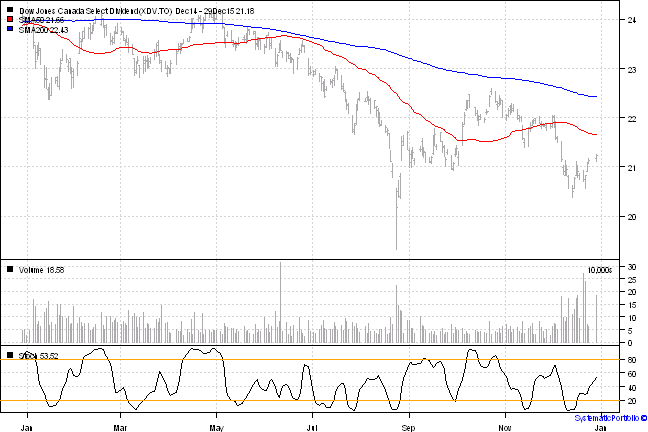 Dow Jones Canada Select Dividend(XDV.TO) Dec14 - 29Dec15 21.18
SMA50 21.66
SMA200 22.43
24
23
22
21
20
Volume 18.58
10,000s
30
25
20
15
10
5
0
Stock 53.52
80
60
40
20
Jan
Mar
May
Jul
Sep
Nov
Jan
SystematicPortfolio ©